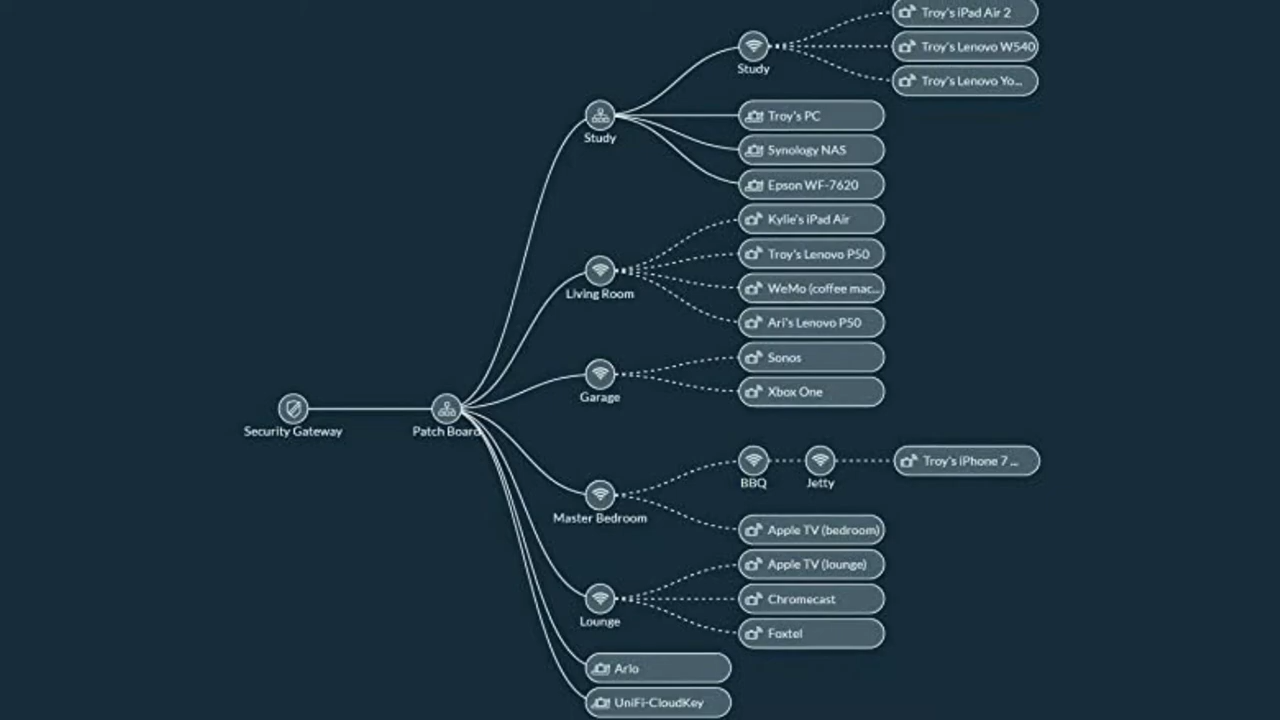 Troy's iPad Air 2
Troy's Lenovo W540
Study
Troy's Lenovo Yo...
Troy's PC
Study
Synology NAS
Epson WF-7620
Kylie's iPad Air
Troy's Lenovo P50
Living Room
WeMo (coffee mac...
Ari's Lenovo P50
Sonos
Garage
Xbox One
Security Gateway
Patch Board
Troy's iPhone 7 ...
BBQ
Jetty
Master Bedroom
Apple TV (bedroom)
Apple TV (lounge)
Chromecast
Lounge
Foxtel
Arlo
UniFi-CloudKey